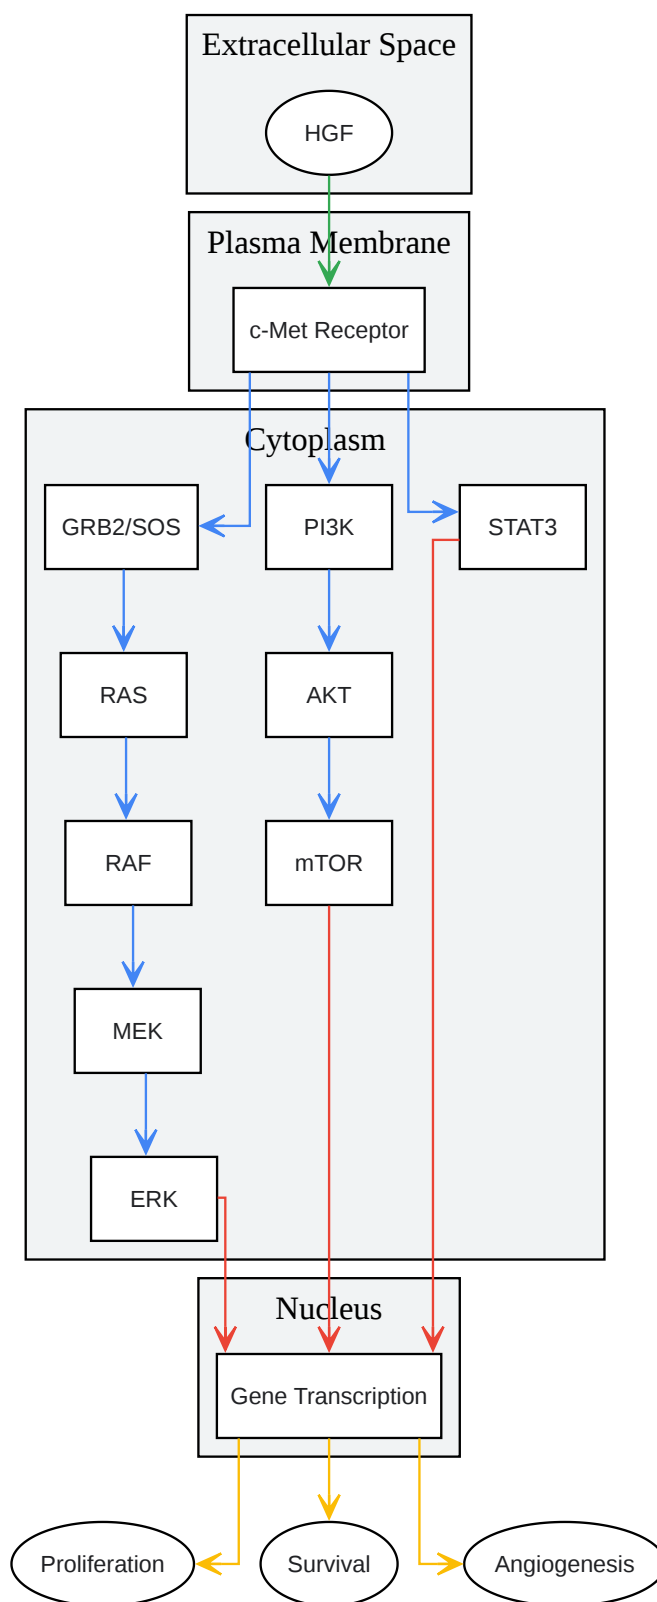 Extracellular Space
HGF
Plasma Membrane
c-Met Receptor
Cytoplasm
GRB2/SOS
PI3K
STAT3
RAS
AKT
RAF
mTOR
MEK
ERK
Nucleus
Gene Transcription
Proliferation
Survival
Angiogenesis